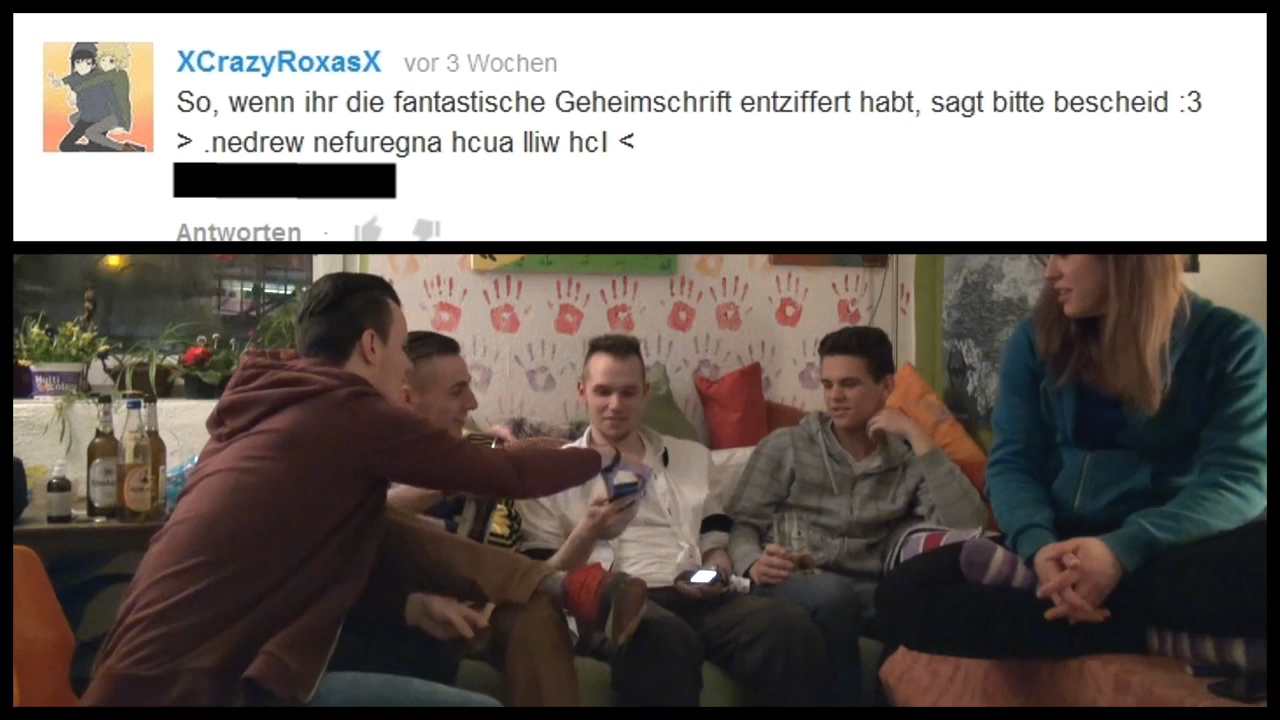 XCrazyRoxasX vor 3 Wochen
So, wenn ihr die fantastische Geheimschrift entziffert habt, sagt bitte bescheid :3
> .nedrew nefuregna hcua lliw hcI <
Antworten ·
Multi